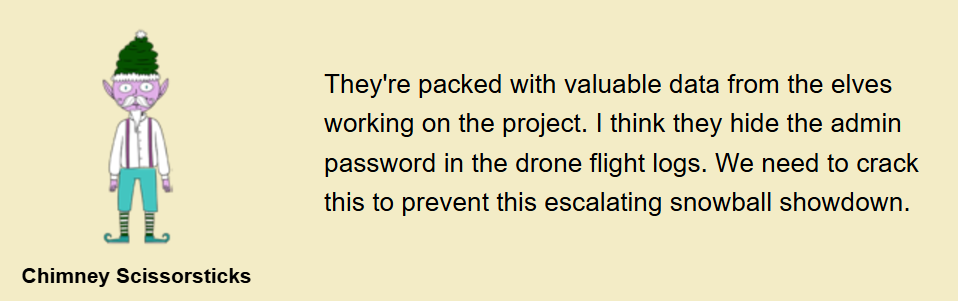 They're packed with valuable data from the elves
working on the project. I think they hide the admin
password in the drone flight logs. We need to crack
this to prevent this escalating snowball showdown.
Chimney Scissorsticks